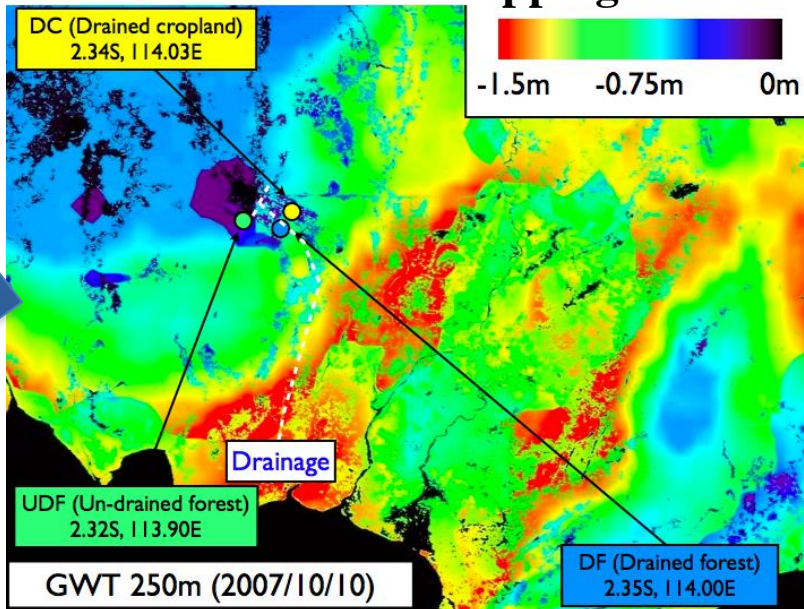 DC (Drained cropland)
2.34S, 114.03E
-1.5m -0.75m 0m
Drainage
UDF (Un-drained forest)
2.32S, 113.90E
DF (Drained forest)
2.35S, 114.00E
GWT 250m (2007/10/10)